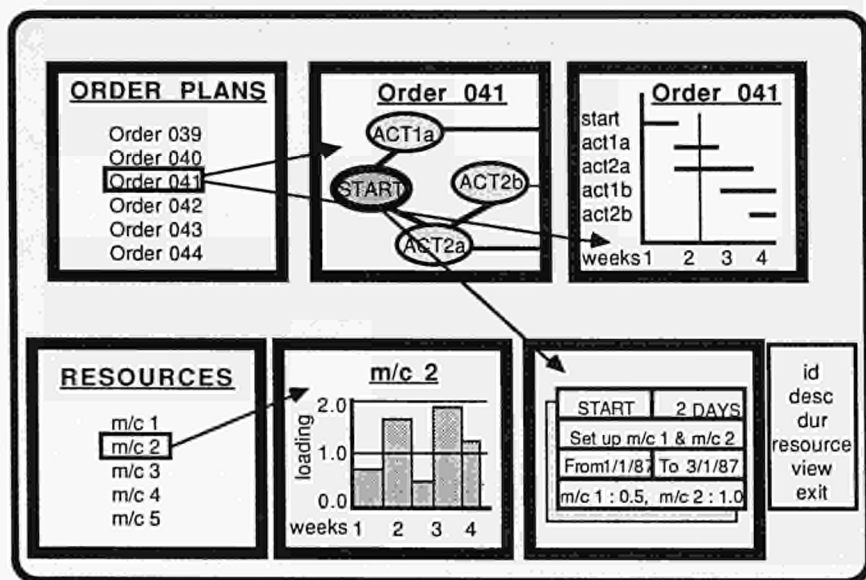 ORDER PLANS
Order 039
Order 040
Order 041
Order 042
Order 043
Order 044
Order 041
ACT1a
START
ACT2b
ACT2a
Order 041
start
act1a
act2a
act1b
act2b
weeks 1 2 3 4
RESOURCES
m/c 1
m/c 2
m/c 3
m/c 4
m/c 5
m/c 2
2.0
loading
1.0
0.0
weeks 1 2 3 4
START 2 DAYS
Set up m/c 1 & m/c 2
From1/1/87 To 3/1/87
m/c 1 : 0.5, m/c 2 : 1.0
id
desc
dur
resource
view
exit